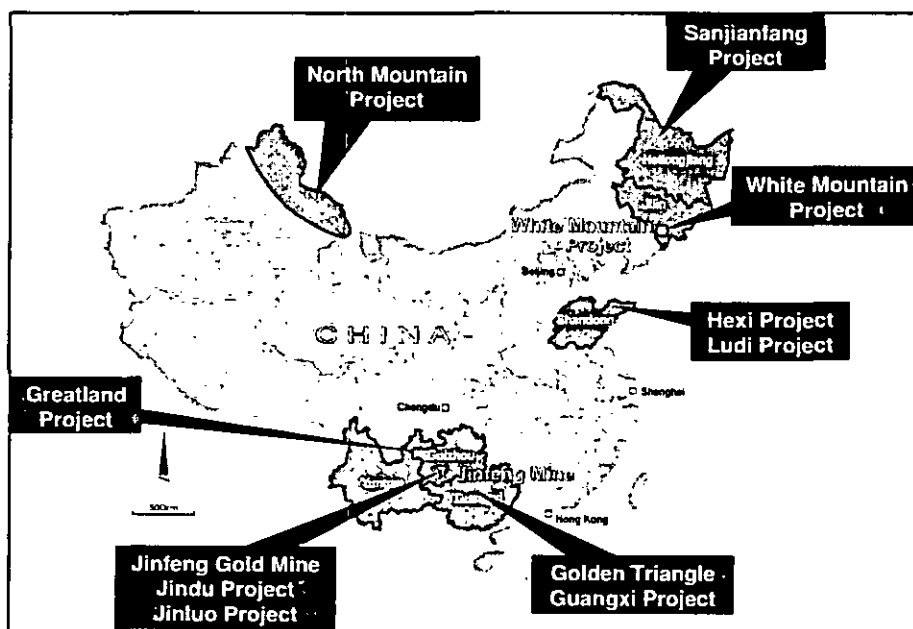 Sanjianfang
Project
North Mountain
Project
Heilongjiang
White Mountain
Project
White Mountain
Project
Beijing
Shandong
CHINA
Hexi Project
Ludi Project
Shanghai
Greatland
Project
Chengdu
Jinfeng Mine
500km
Hong Kong
Jinfeng Gold Mine
Jindu Project
Jinluo Project
Golden Triangle
Guangxi Project